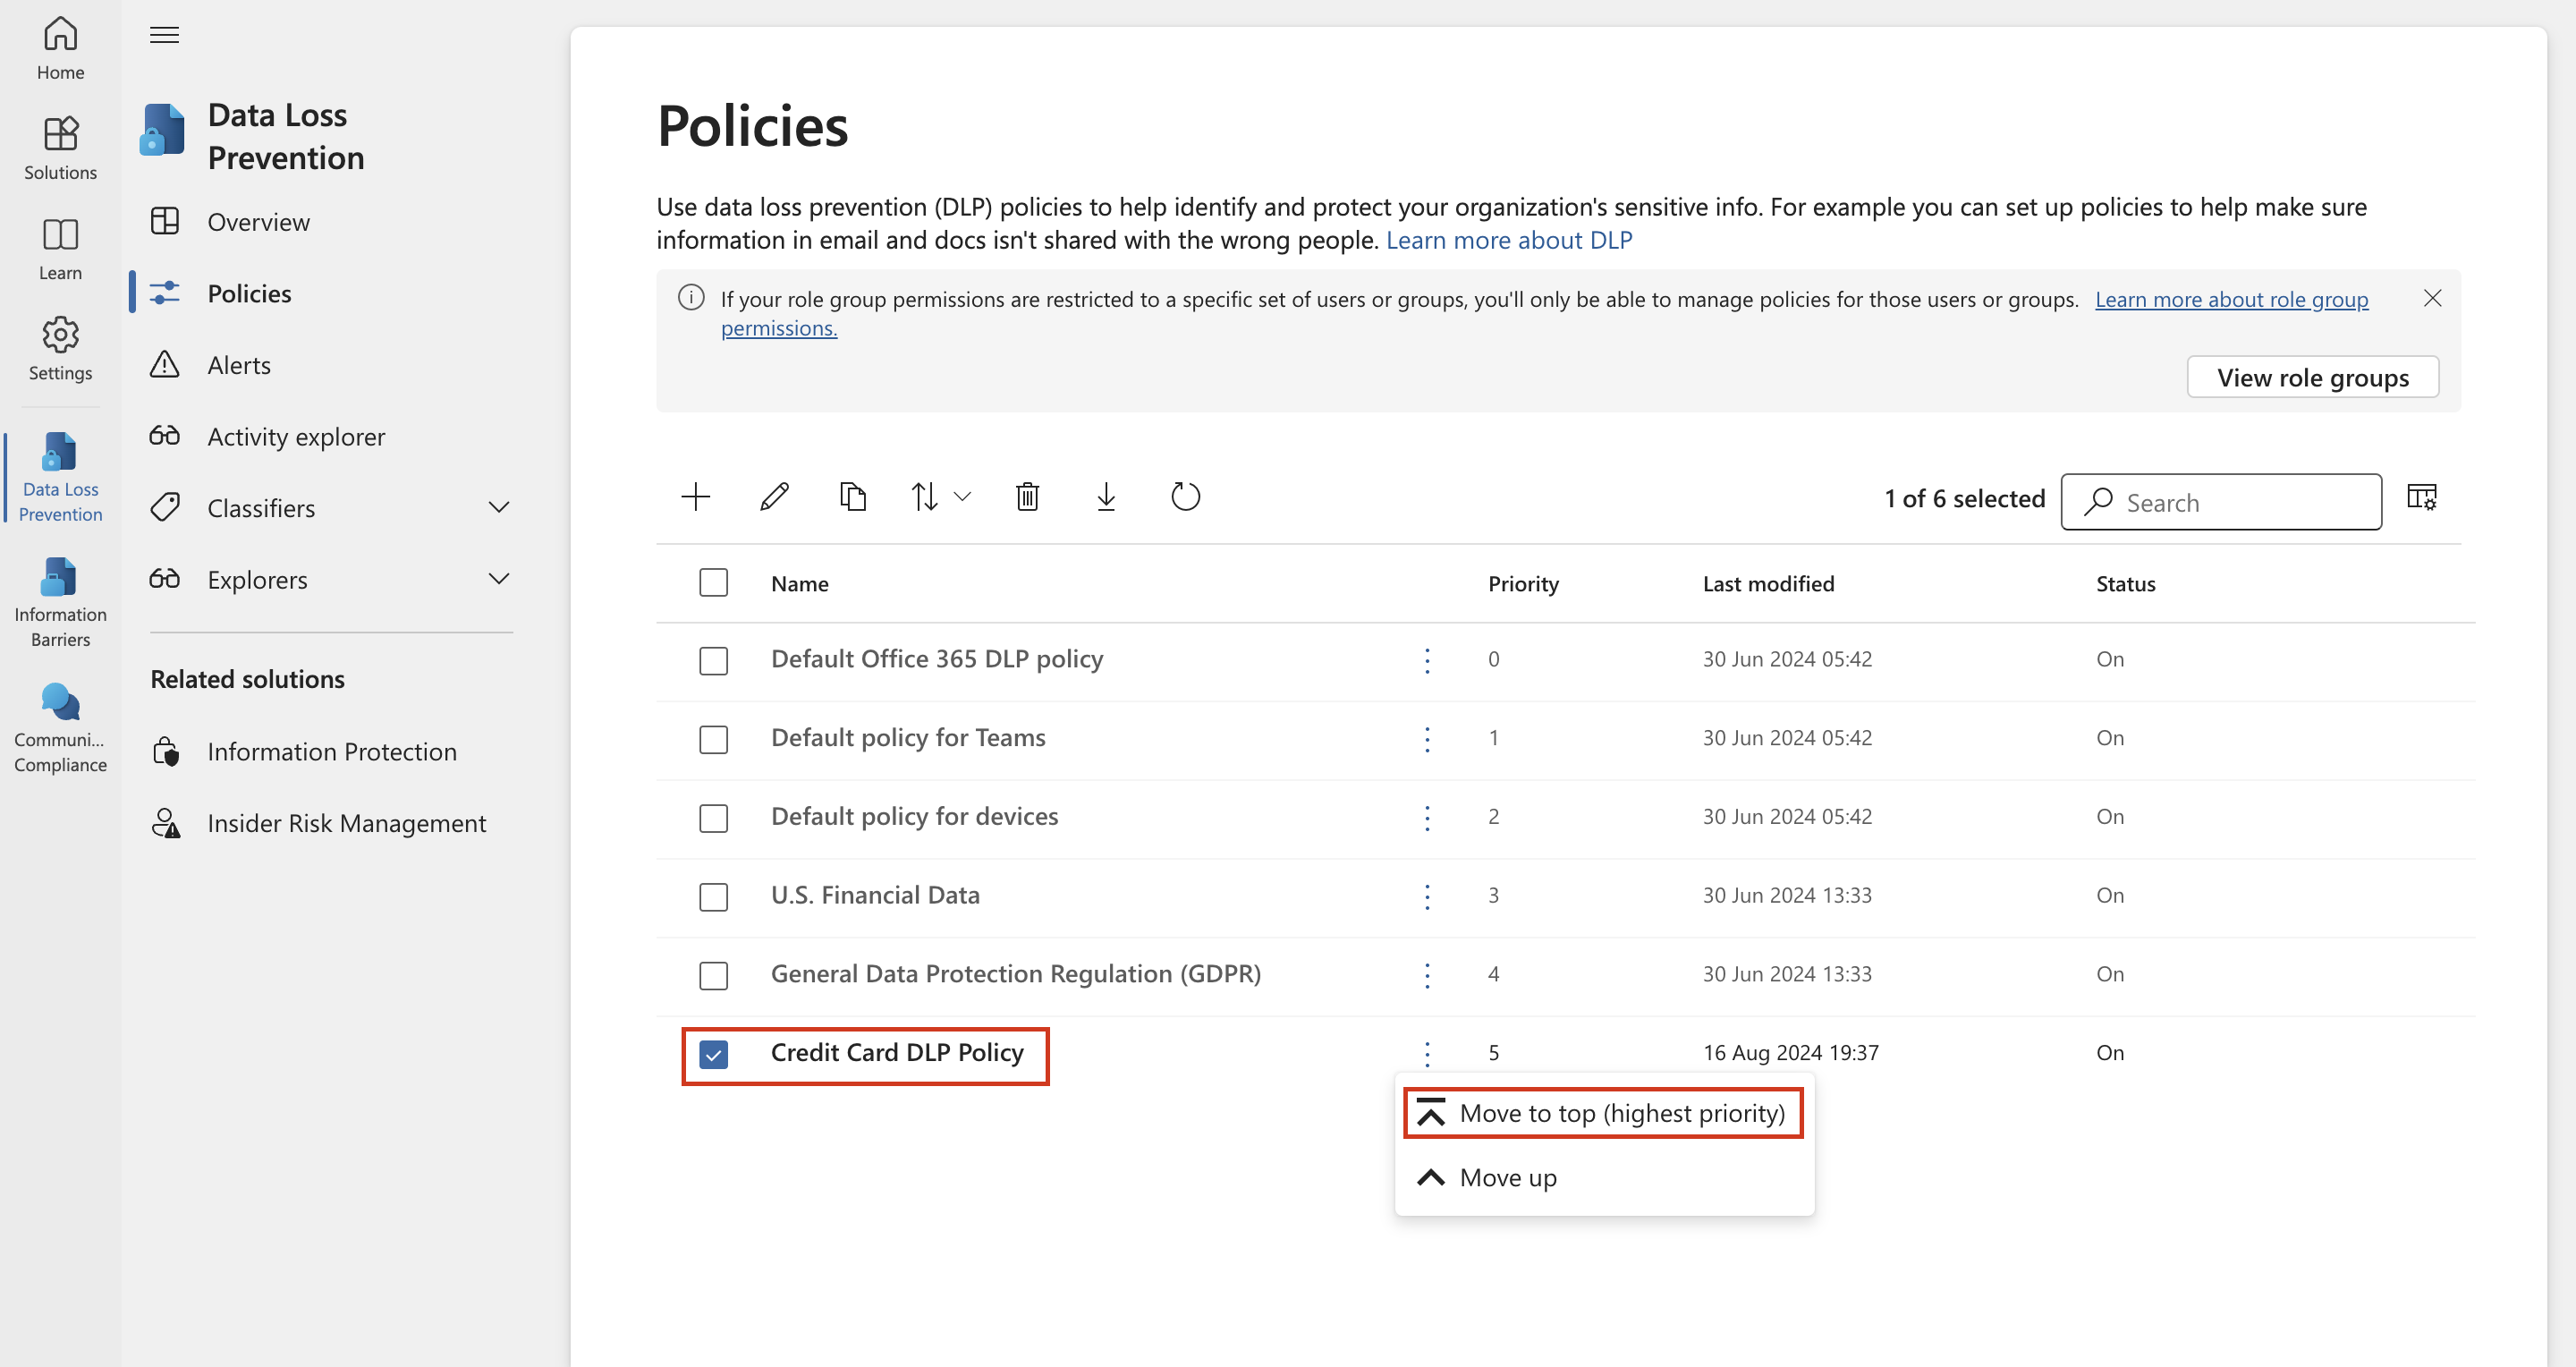 Home
Solutions
Learn
Settings
Data Loss
Prevention
Information
Barriers
Communi...
Compliance
Data Loss
Prevention
Overview
Policies
Alerts
Activity explorer
Classifiers
Explorers
Related solutions
Information Protection
Insider Risk Management
Policies
Use data loss prevention (DLP) policies to help identify and protect your organization's sensitive info. For example you can set up policies to help make sure
information in email and docs isn't shared with the wrong people. Learn more about DLP
If your role group permissions are restricted to a specific set of users or groups, you'll only be able to manage policies for those users or groups. Learn more about role group
permissions.
View role groups
1 of 6 selected Search
Name Priority Last modified Status
Default Office 365 DLP policy 0 30 Jun 2024 05:42 On
Default policy for Teams 1 30 Jun 2024 05:42 On
Default policy for devices 2 30 Jun 2024 05:42 On
U.S. Financial Data 3 30 Jun 2024 13:33 On
General Data Protection Regulation (GDPR) 4 30 Jun 2024 13:33 On
Credit Card DLP Policy 5 16 Aug 2024 19:37 On
Move to top (highest priority)
Move up